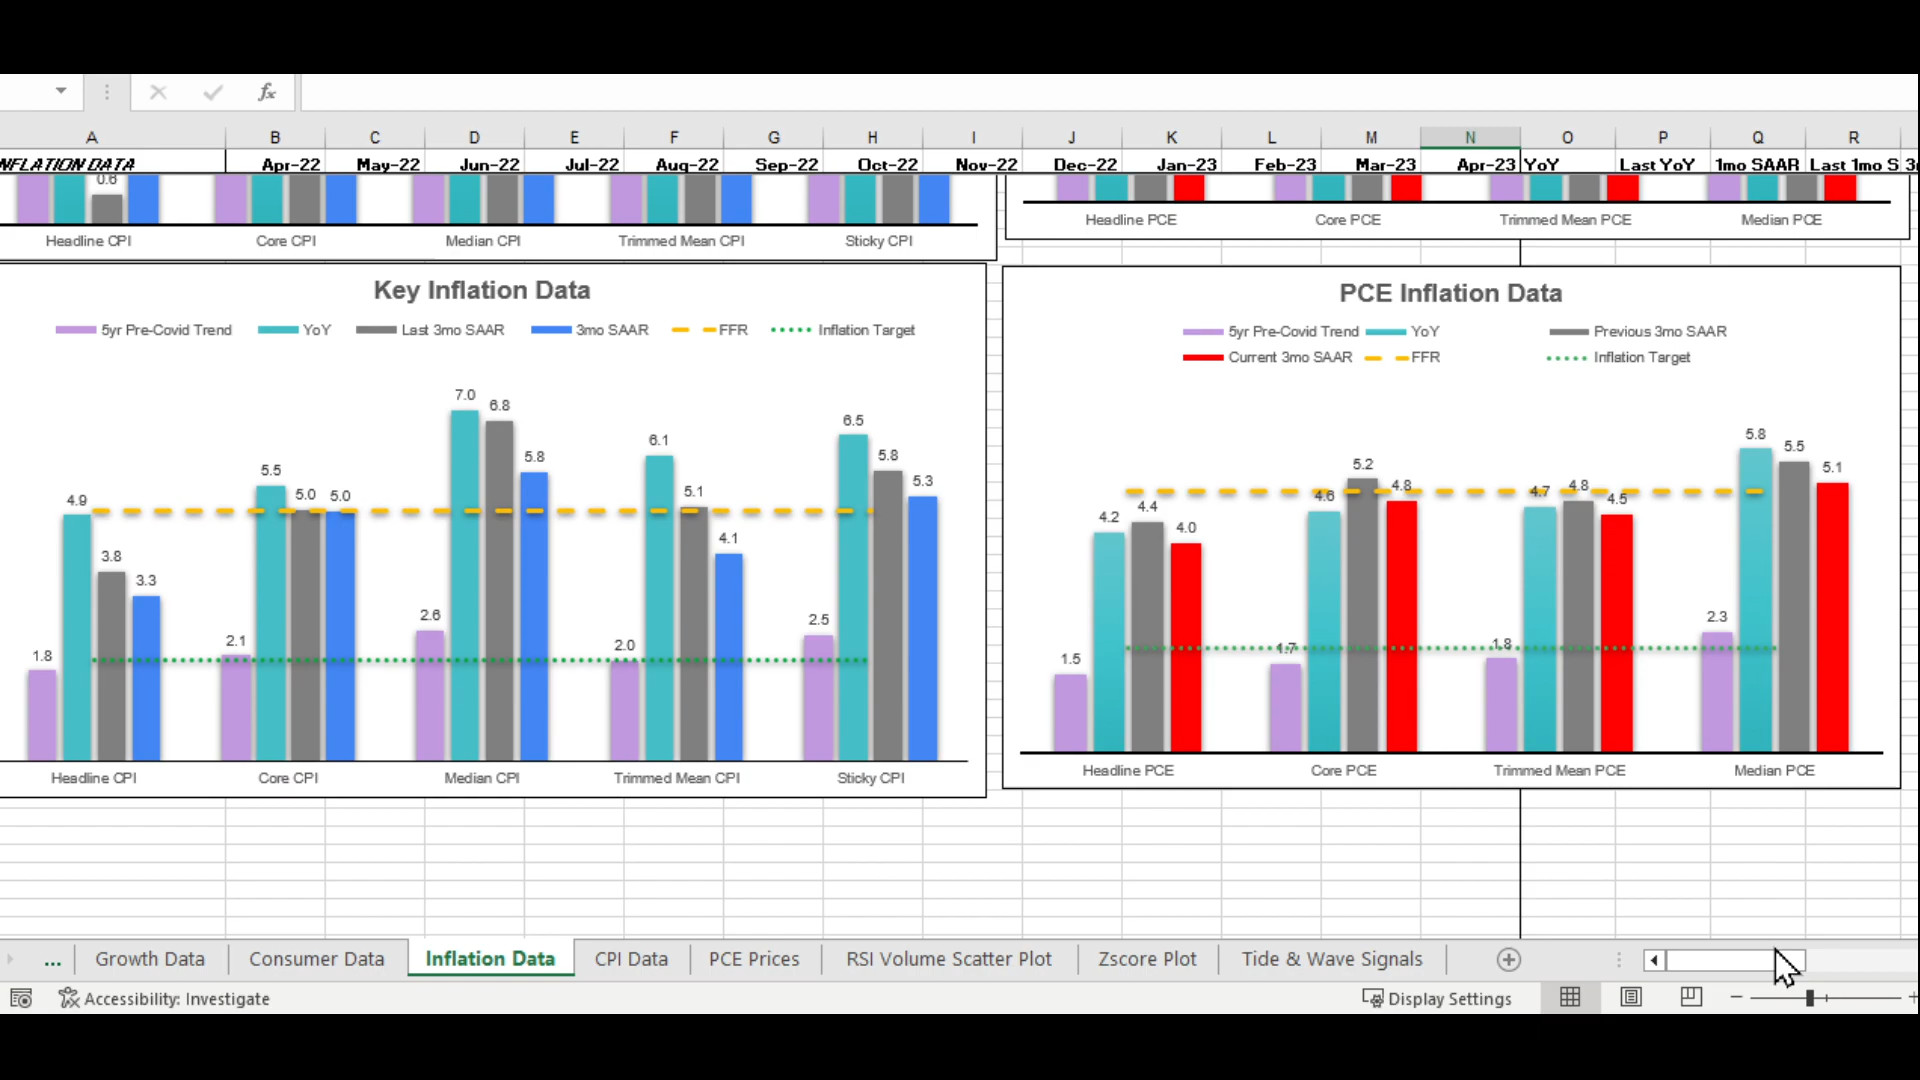 fx
A B C D E F G H I J K L M N O P Q R
NFLATION DATA Apr-22 May-22 Jun-22 Jul-22 Aug-22 Sep-22 Oct-22 Nov-22 Dec-22 Jan-23 Feb-23 Mar-23 Apr-23 YoY Last YoY 1mo SAAR Last 1mo S 3
0.6
Headline CPI Core CPI Median CPI Trimmed Mean CPI Sticky CPI
Headline PCE Core PCE Trimmed Mean PCE Median PCE
Key Inflation Data
5yr Pre-Covid Trend YoY Last 3mo SAAR 3mo SAAR FFR Inflation Target
1.8 4.9 3.8 3.3
2.1 5.5 5.0 5.0
2.6 7.0 6.8 5.8
2.0 6.1 5.1 4.1
2.5 6.5 5.8 5.3
Headline CPI Core CPI Median CPI Trimmed Mean CPI Sticky CPI
PCE Inflation Data
5yr Pre-Covid Trend YoY Previous 3mo SAAR
Current 3mo SAAR FFR Inflation Target
1.5 4.2 4.4 4.0
1.7 4.6 5.2 4.8
1.8 4.7 4.8 4.5
2.3 5.8 5.5 5.1
Headline PCE Core PCE Trimmed Mean PCE Median PCE
... Growth Data Consumer Data Inflation Data CPI Data PCE Prices RSI Volume Scatter Plot Zscore Plot Tide & Wave Signals
Accessibility: Investigate Display Settings